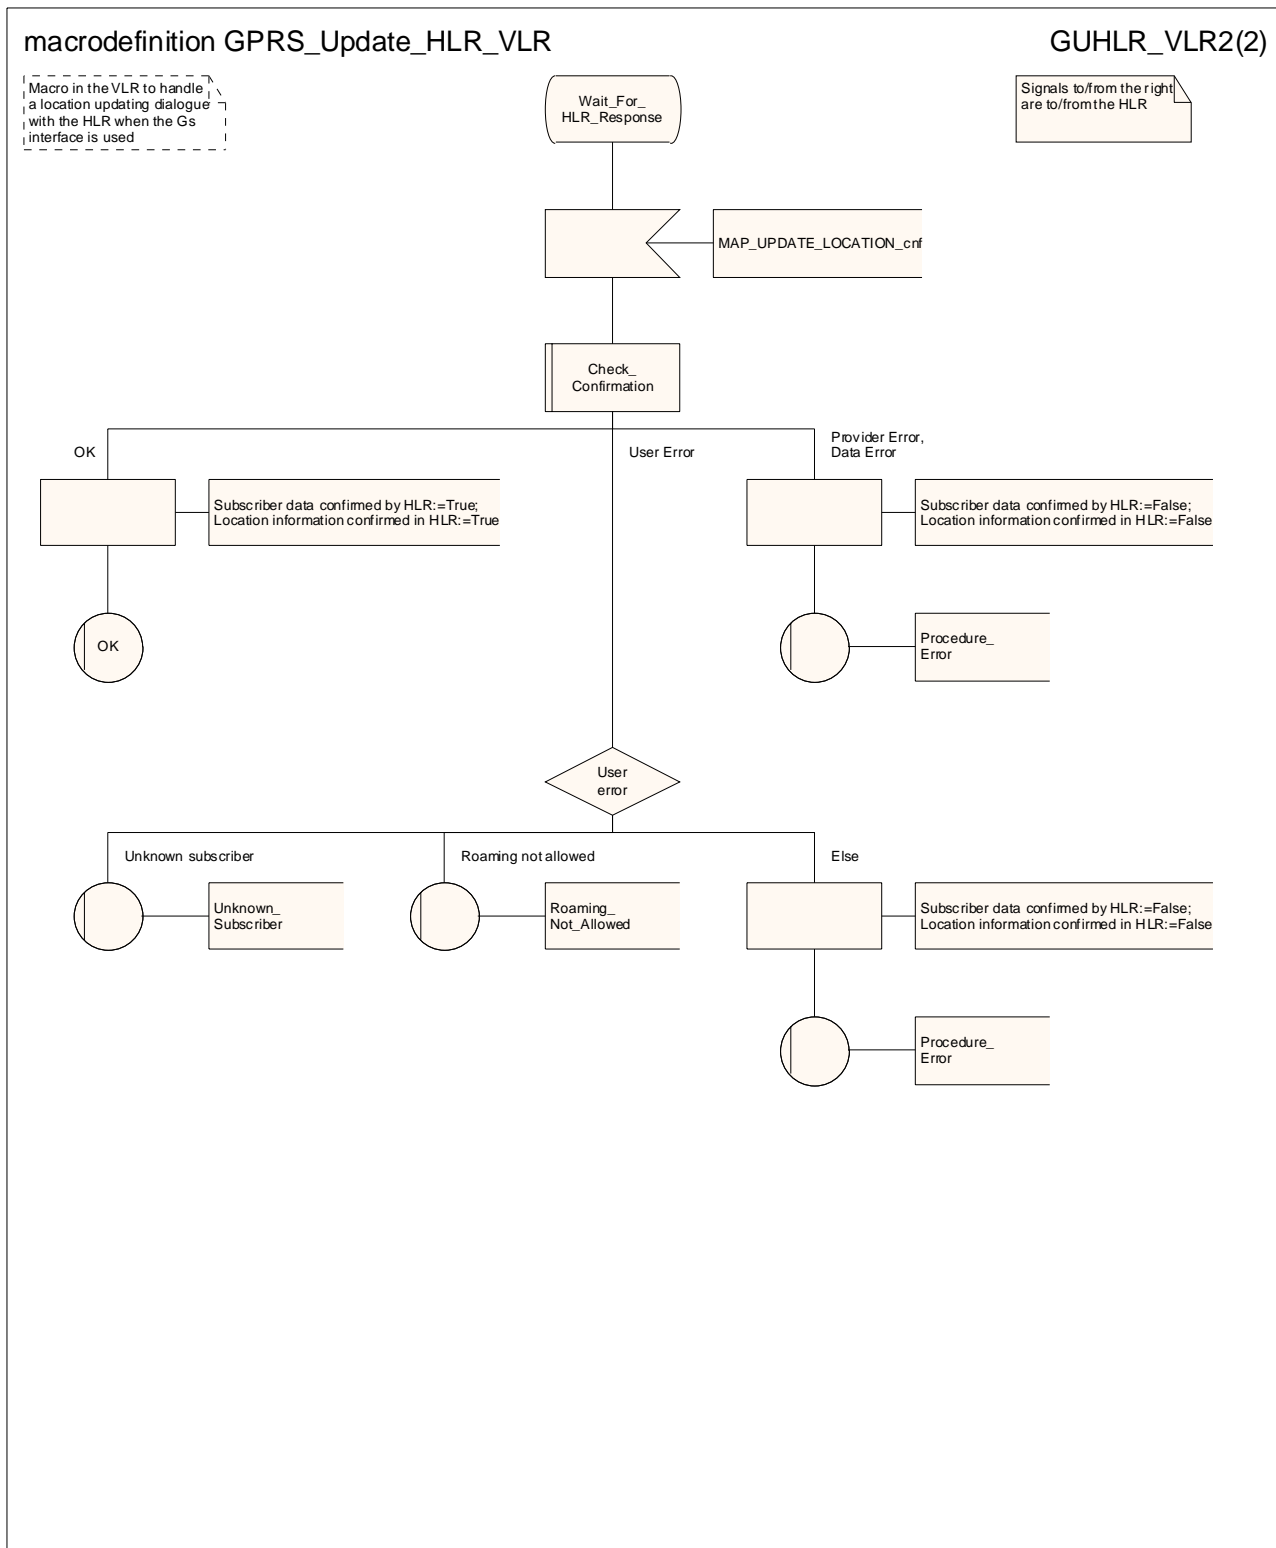 macrodefinition GPRS_Update_HLR_VLR
GUHLR_VLR2(2)
Macro in the VLR to handle
a location updating dialogue
with the HLR when the Gs
interface is used
Wait_For_
HLR_Response
Signals to/from the right
are to/from the HLR
MAP_UPDATE_LOCATION_cnf
Check_
Confirmation
OK
User Error
Provider Error,
Data Error
Subscriber data confirmed by HLR:=True;
Location information confirmed in HLR:=True
Subscriber data confirmed by HLR:=False;
Location information confirmed in HLR:=False
OK
Procedure_
Error
User
error
Unknown subscriber
Roaming not allowed
Else
Unknown_
Subscriber
Roaming_
Not_Allowed
Subscriber data confirmed by HLR:=False;
Location information confirmed in HLR:=False
Procedure_
Error